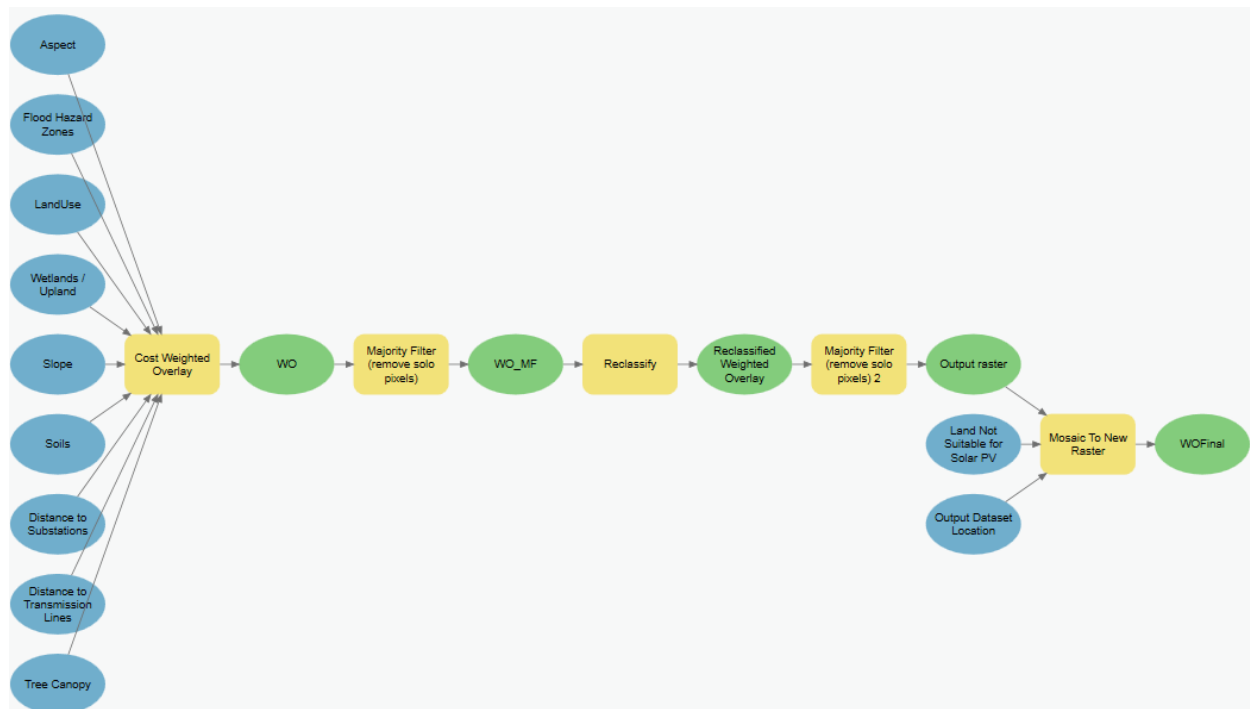 Aspect
Flood Hazard
Zones
LandUse
Wetlands /
Upland
Slope
Soils
Distance to
Substations
Distance to
Transmission
Lines
Tree Canopy
Cost Weighted
Overlay
WO
Majority Filter
(remove solo
pixels)
WO_MF
Reclassify
Reclassified
Weighted
Overlay
Majority Filter
(remove solo
pixels) 2
Output raster
Land Not
Suitable for
Solar PV
Output Dataset
Location
Mosaic To New
Raster
WOFinal